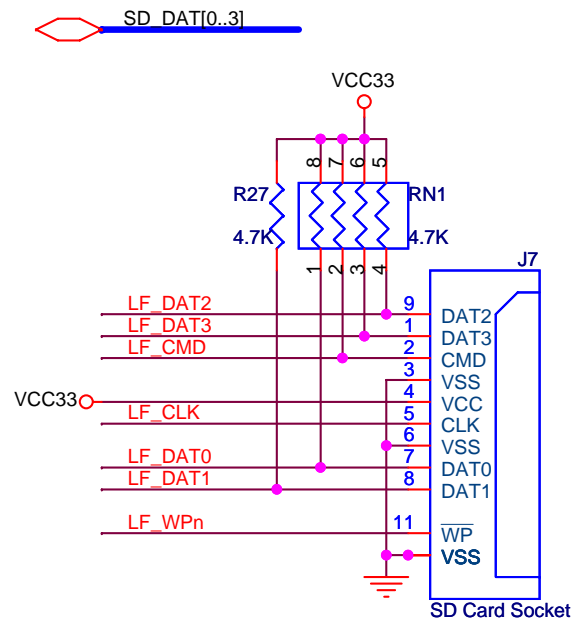 SD_DAT[0..3]
VCC33
8 7 6 5
R27 RN1
4.7K 4.7K
1 2 3 4
J7
LF_DAT2 9 DAT2
LF_DAT3 1 DAT3
LF_CMD 2 CMD
3 VSS
VCC33 4 VCC
LF_CLK 5 CLK
6 VSS
LF_DAT0 7 DAT0
LF_DAT1 8 DAT1
LF_WPn 11 WP
VSS
SD Card Socket